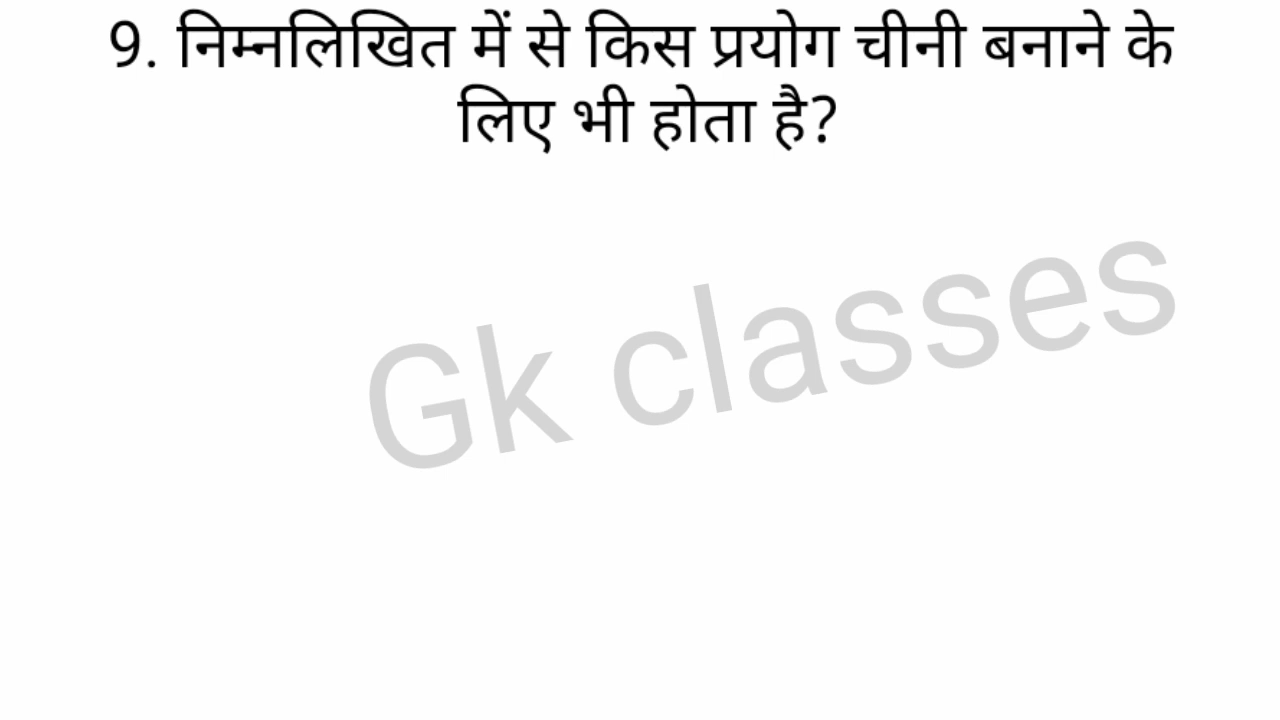 9. निम्नलिखित में से किस प्रयोग चीनी बनाने के
लिए भी होता है?
Gk classes